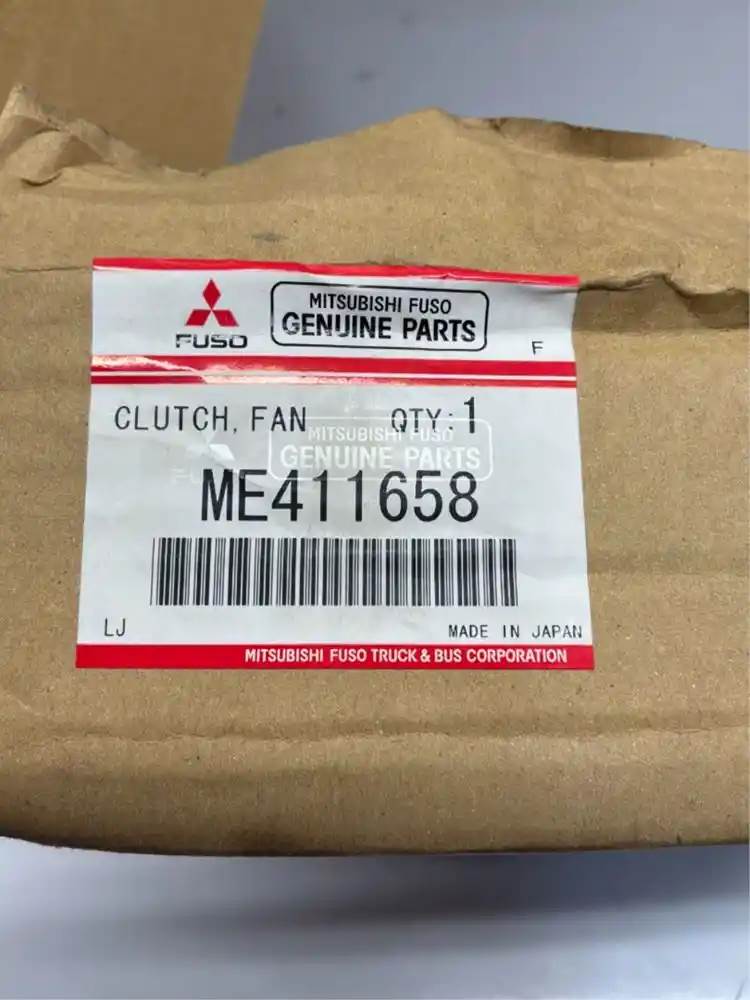 FUSO
MITSUBISHI FUSO
GENUINE PARTS
F
CLUTCH, FAN QTY:1
MITSUBISHI FUSO
GENUINE PARTS
ME411658
LJ
MADE IN JAPAN
MITSUBISHI FUSO TRUCK & BUS CORPORATION